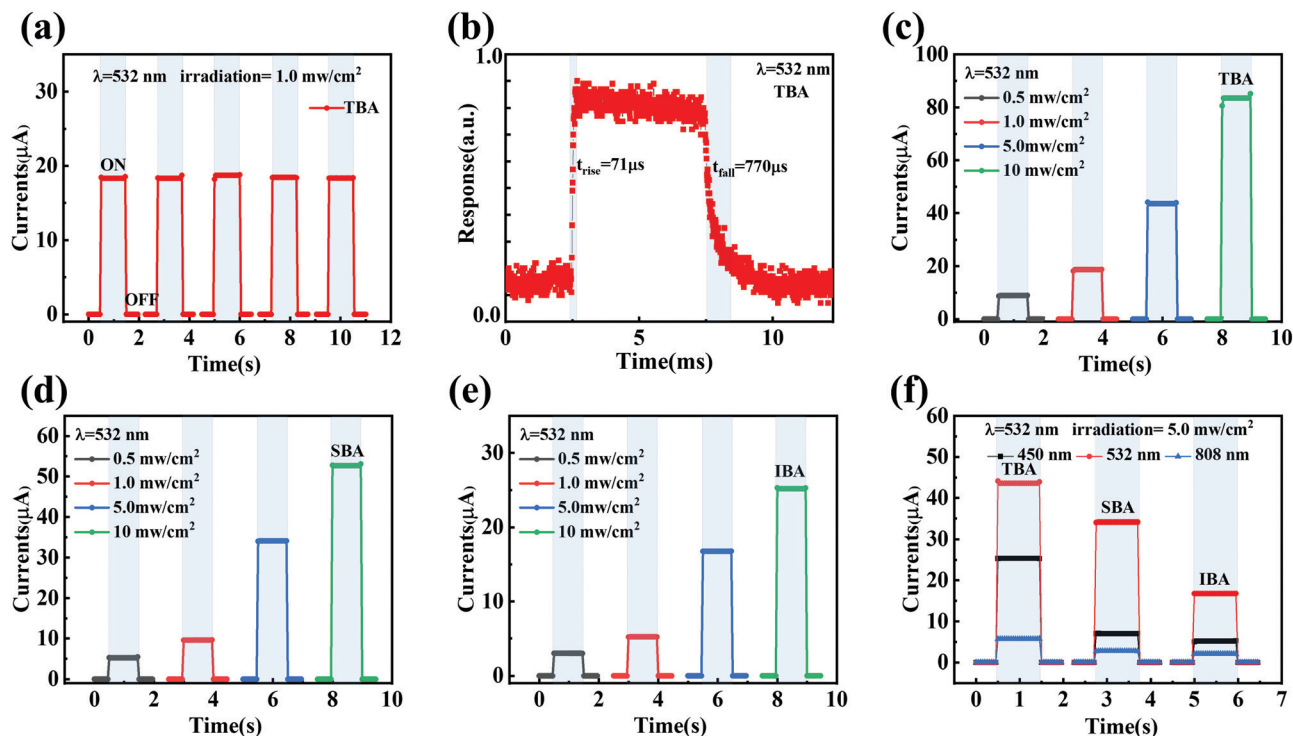 (a)
λ=532 nm irradiation= 1.0 mw/cm²
TBA
ON
OFF
Currents(μA)
30
20
10
0
0 2 4 6 8 10 12
Time(s)
(b)
λ=532 nm
TBA
t_rise=71μs
t_fall=770μs
Response(a.u.)
1.0
0.0
0 5 10
Time(ms)
(c)
λ=532 nm
0.5 mw/cm²
1.0 mw/cm²
5.0mw/cm²
10 mw/cm²
TBA
Currents(μA)
100
80
60
40
20
0
0 2 4 6 8 10
Time(s)
(d)
λ=532 nm
0.5 mw/cm²
1.0 mw/cm²
5.0mw/cm²
10 mw/cm²
SBA
Currents(μA)
60
50
40
30
20
10
0
0 2 4 6 8 10
Time(s)
(e)
λ=532 nm
0.5 mw/cm²
1.0 mw/cm²
5.0mw/cm²
10 mw/cm²
IBA
Currents(μA)
30
20
10
0
0 2 4 6 8 10
Time(s)
(f)
λ=532 nm irradiation= 5.0 mw/cm²
450 nm 532 nm 808 nm
TBA
SBA
IBA
Currents(μA)
60
50
40
30
20
10
0
0 1 2 3 4 5 6 7
Time(s)